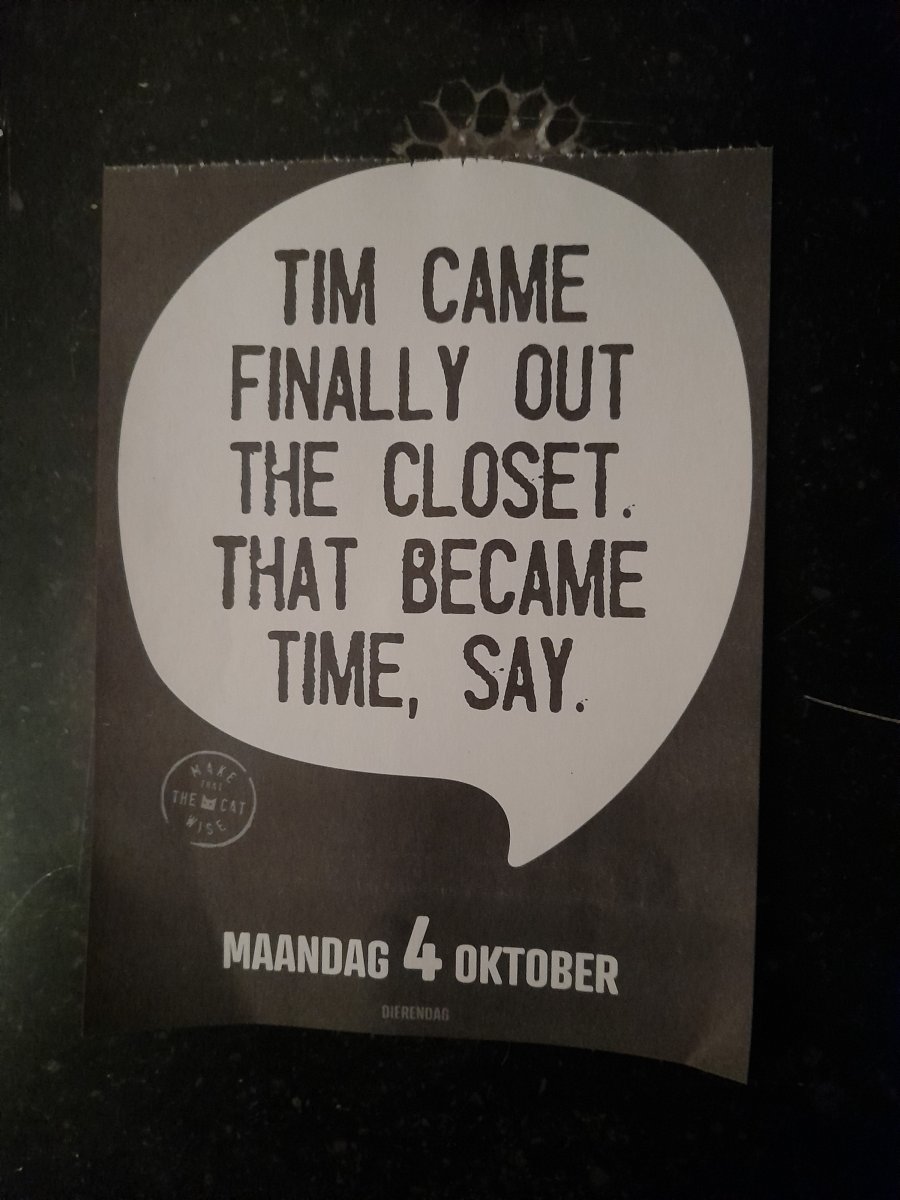 TIM CAME
FINALLY OUT
THE CLOSET.
THAT BECAME
TIME, SAY.
MAKE
THAT
THE CAT
WISE
MAANDAG 4 OKTOBER
DIERENDAG